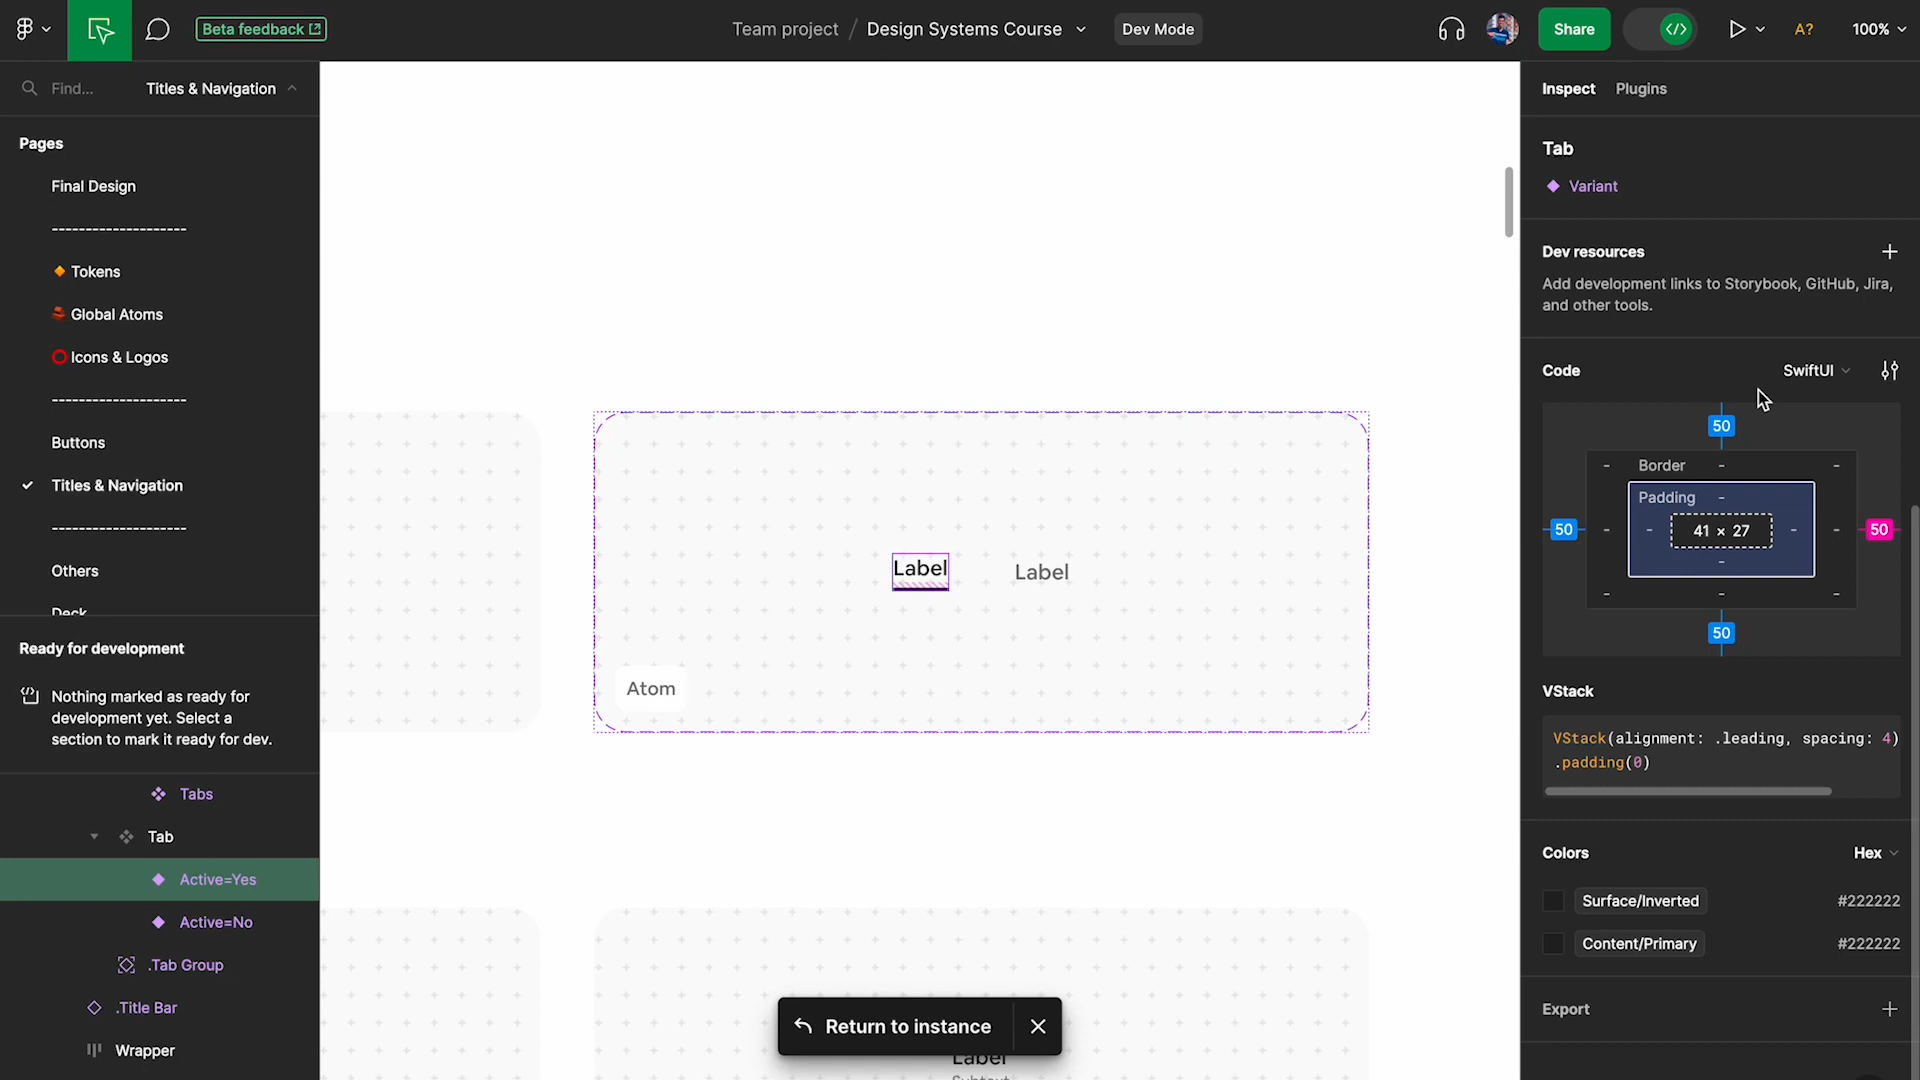 Beta feedback
Team project / Design Systems Course
Dev Mode
Share
A?
100%
Find...
Titles & Navigation
Pages
Final Design
--------------------
Tokens
Global Atoms
Icons & Logos
--------------------
Buttons
Titles & Navigation
--------------------
Others
Deck
Ready for development
Nothing marked as ready for
development yet. Select a
section to mark it ready for dev.
Tabs
Tab
Active=Yes
Active=No
.Tab Group
.Title Bar
Wrapper
Label
Label
Atom
Return to instance
Label
Subtext
Inspect
Plugins
Tab
Variant
Dev resources
Add development links to Storybook, GitHub, Jira,
and other tools.
Code
SwiftUI
50
- Border - -
Padding -
50 - - 41 × 27 - - 50
-
- - -
50
VStack
VStack(alignment: .leading, spacing: 4)
.padding(0)
Colors
Hex
Surface/Inverted #222222
Content/Primary #222222
Export